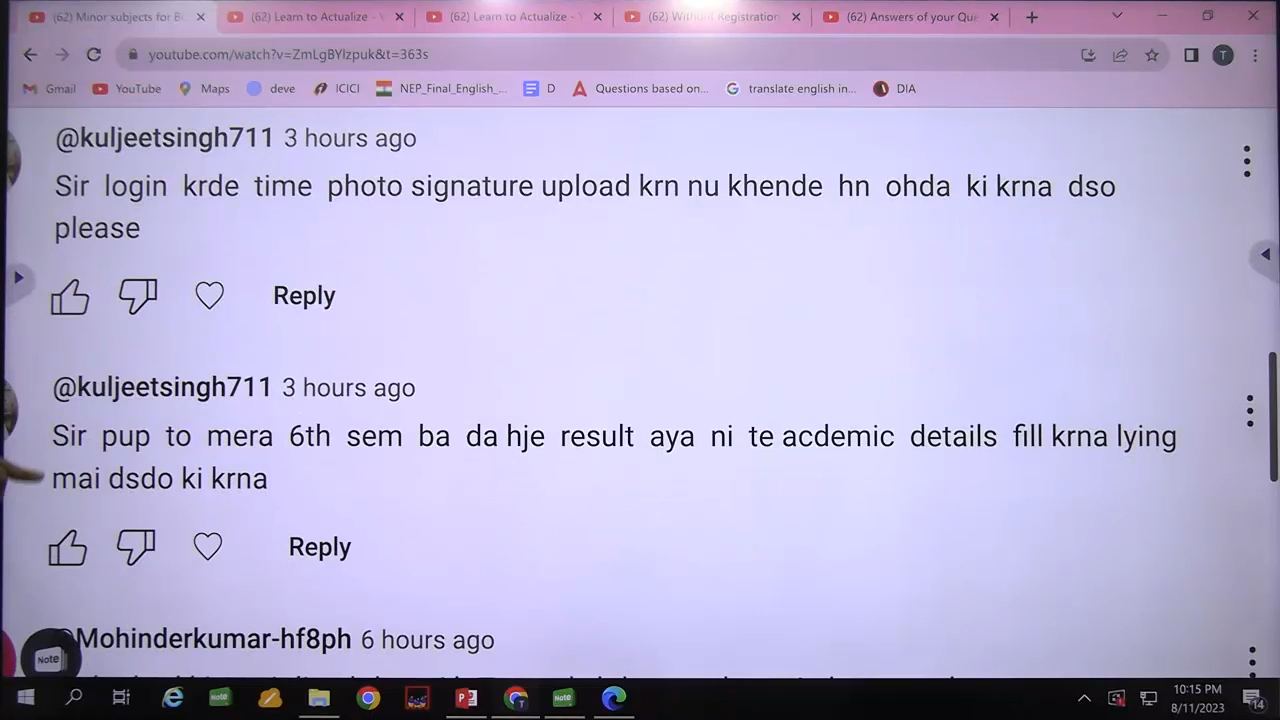 (62) Minor subjects for B
(62) Learn to Actualize -
(62) Learn to Actualize -
(62) Without Registration
(62) Answers of your Que
youtube.com/watch?v=ZmLgBYlzpuk&t=363s
T
Gmail
YouTube
Maps
deve
ICICI
NEP_Final_English_...
D
Questions based on...
translate english in...
DIA
@kuljeetsingh711 3 hours ago
Sir login krde time photo signature upload krn nu khende hn ohda ki krna dso
please
Reply
@kuljeetsingh711 3 hours ago
Sir pup to mera 6th sem ba da hje result aya ni te acdemic details fill krna lying
mai dsdo ki krna
Reply
@Mohinderkumar-hf8ph 6 hours ago
Note
Note
Note
10:15 PM
8/11/2023
14